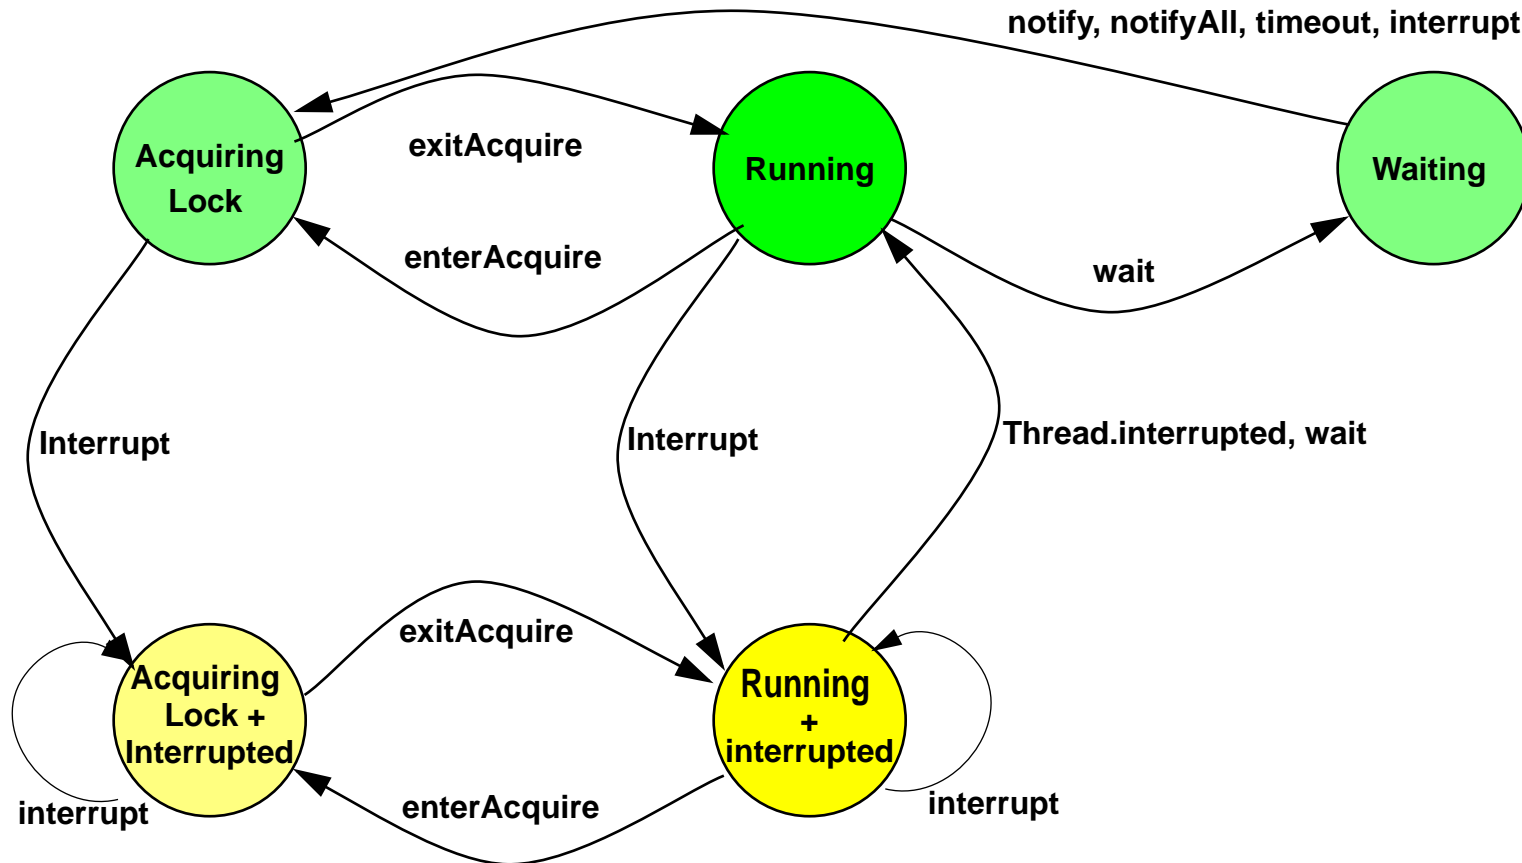 notify, notifyAll, timeout, interrupt
Acquiring
Lock
exitAcquire
Running
Waiting
enterAcquire
wait
Interrupt
Interrupt
Thread.interrupted, wait
exitAcquire
Acquiring
Lock +
Interrupted
Running
+
interrupted
interrupt
enterAcquire
interrupt